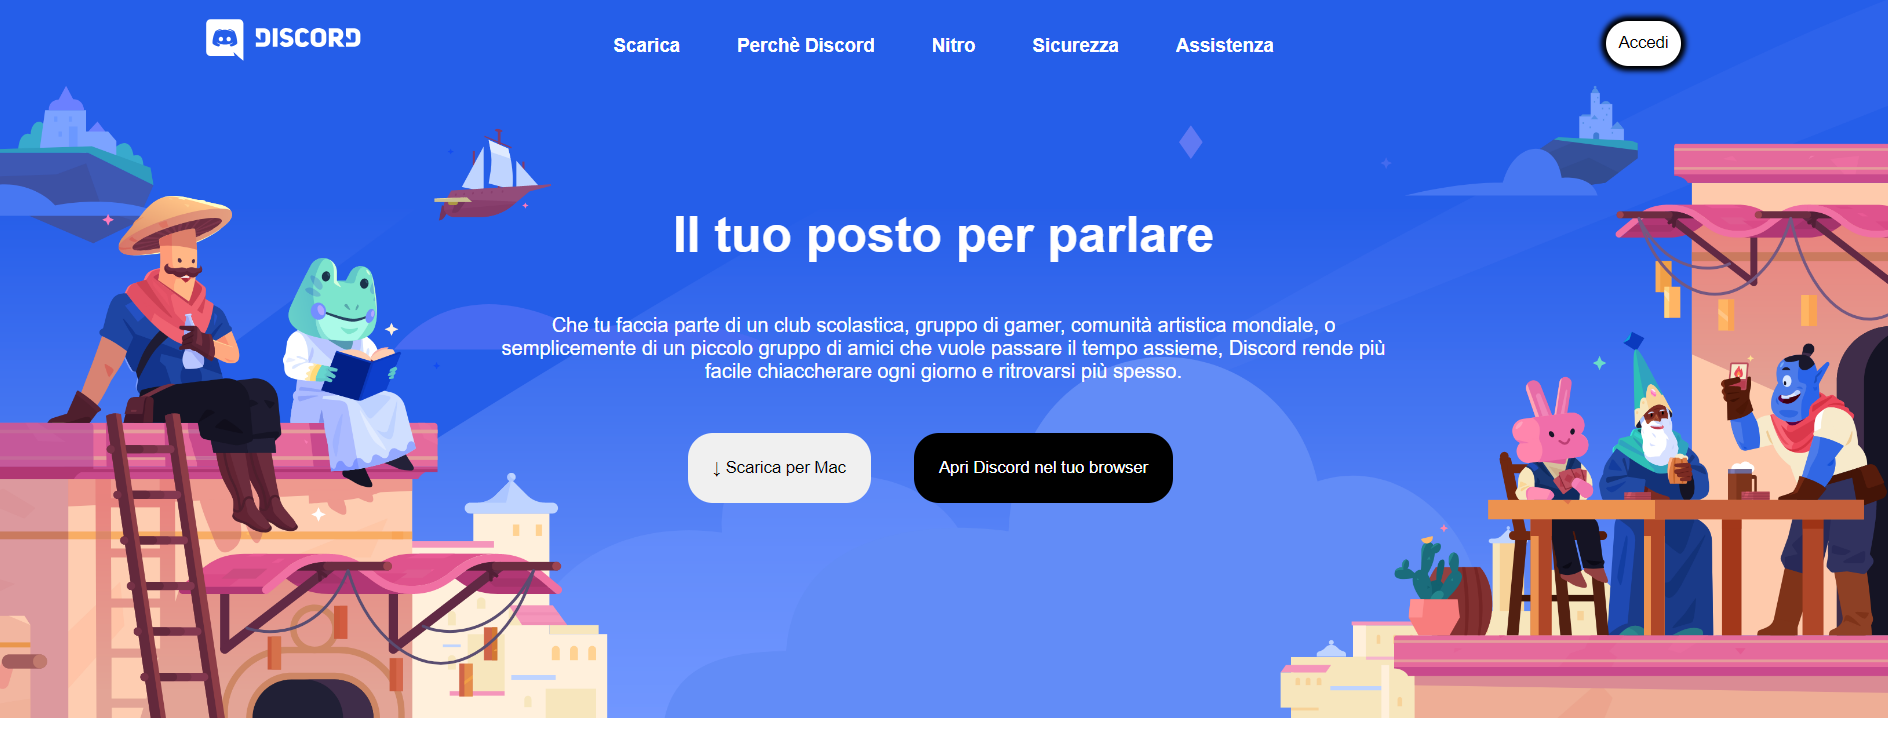 DISCORD
Scarica
Perchè Discord
Nitro
Sicurezza
Assistenza
Accedi
Il tuo posto per parlare
Che tu faccia parte di un club scolastica, gruppo di gamer, comunità artistica mondiale, o
semplicemente di un piccolo gruppo di amici che vuole passare il tempo assieme, Discord rende più
facile chiaccherare ogni giorno e ritrovarsi più spesso.
↓ Scarica per Mac
Apri Discord nel tuo browser